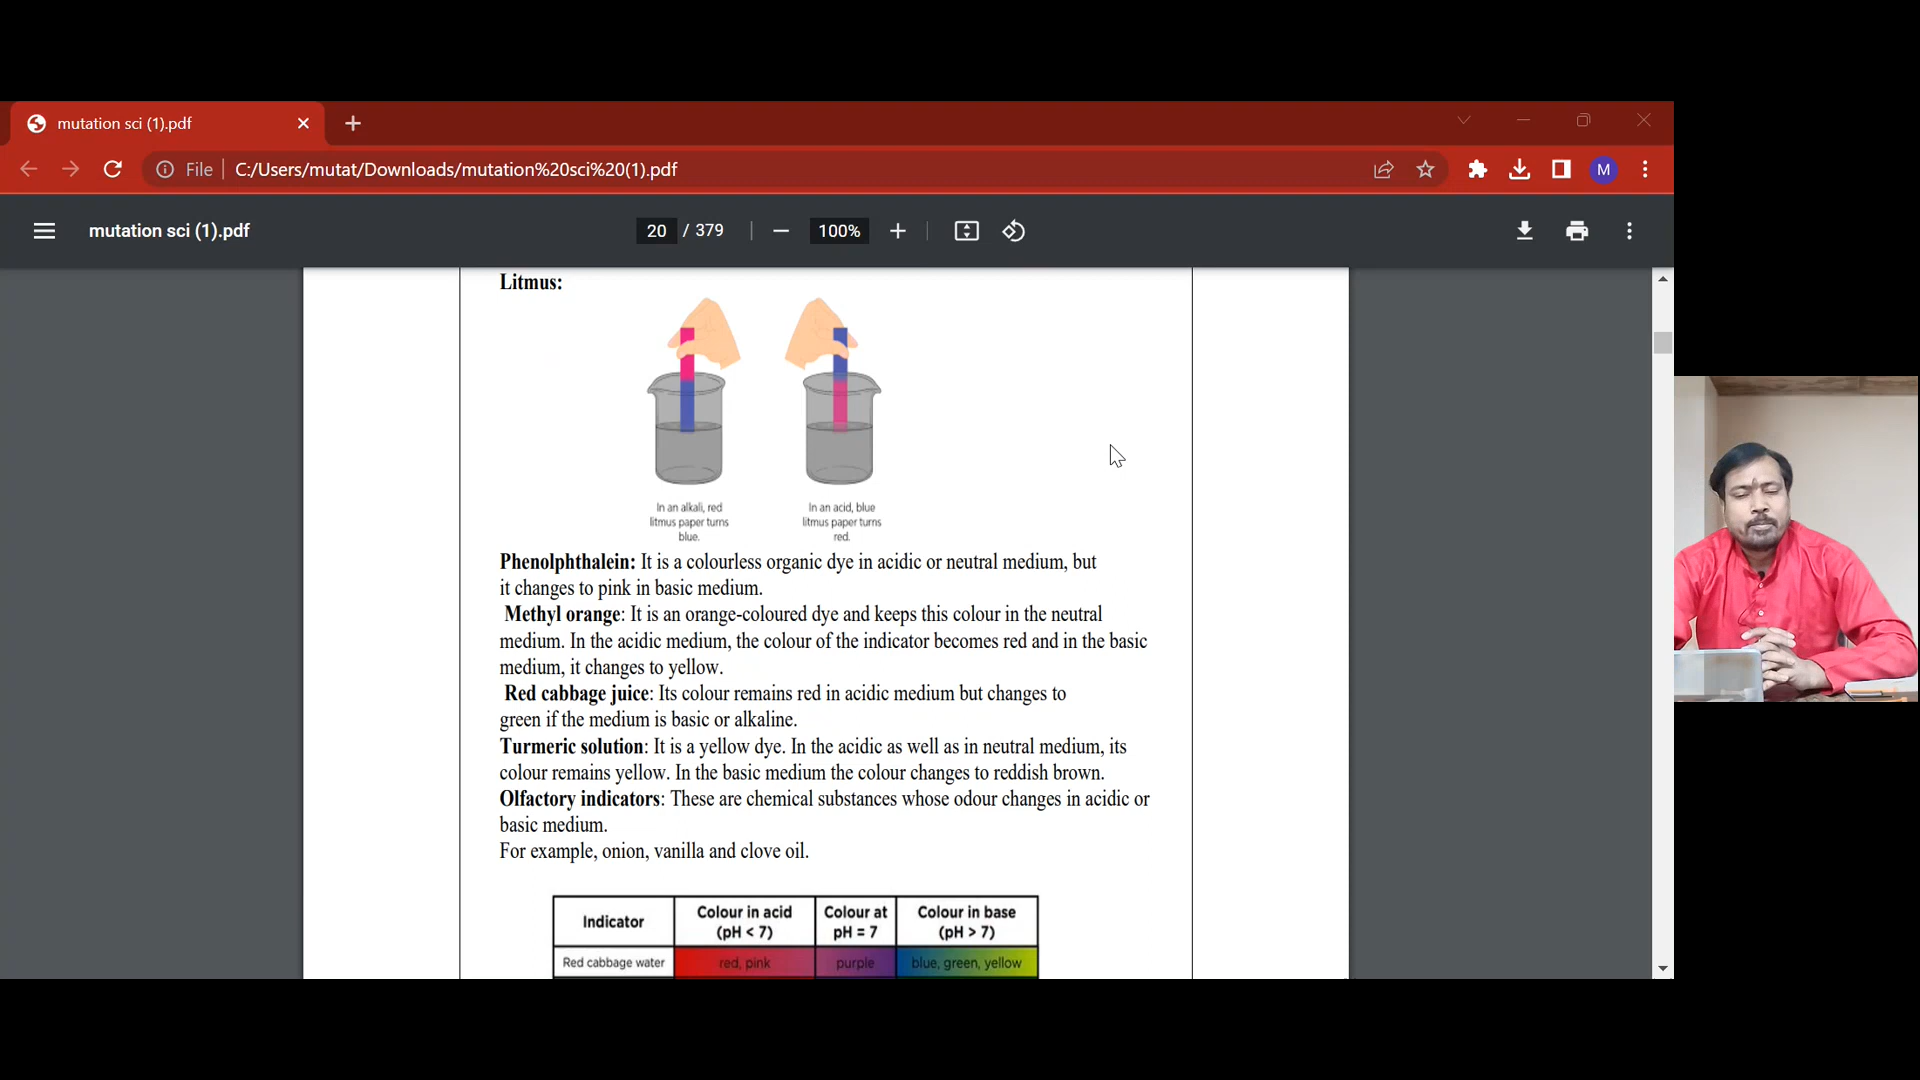 mutation sci (1).pdf
File
C:/Users/mutat/Downloads/mutation%20sci%20(1).pdf
M
mutation sci (1).pdf
20 / 379
100%
Litmus:
In an alkali, red
litmus paper turns
blue.
In an acid, blue
litmus paper turns
red.
Phenolphthalein: It is a colourless organic dye in acidic or neutral medium, but
it changes to pink in basic medium.
Methyl orange: It is an orange-coloured dye and keeps this colour in the neutral
medium. In the acidic medium, the colour of the indicator becomes red and in the basic
medium, it changes to yellow.
Red cabbage juice: Its colour remains red in acidic medium but changes to
green if the medium is basic or alkaline.
Turmeric solution: It is a yellow dye. In the acidic as well as in neutral medium, its
colour remains yellow. In the basic medium the colour changes to reddish brown.
Olfactory indicators: These are chemical substances whose odour changes in acidic or
basic medium.
For example, onion, vanilla and clove oil.
Indicator
Colour in acid
(pH < 7)
Colour at
pH = 7
Colour in base
(pH > 7)
Red cabbage water
red, pink
purple
blue, green, yellow